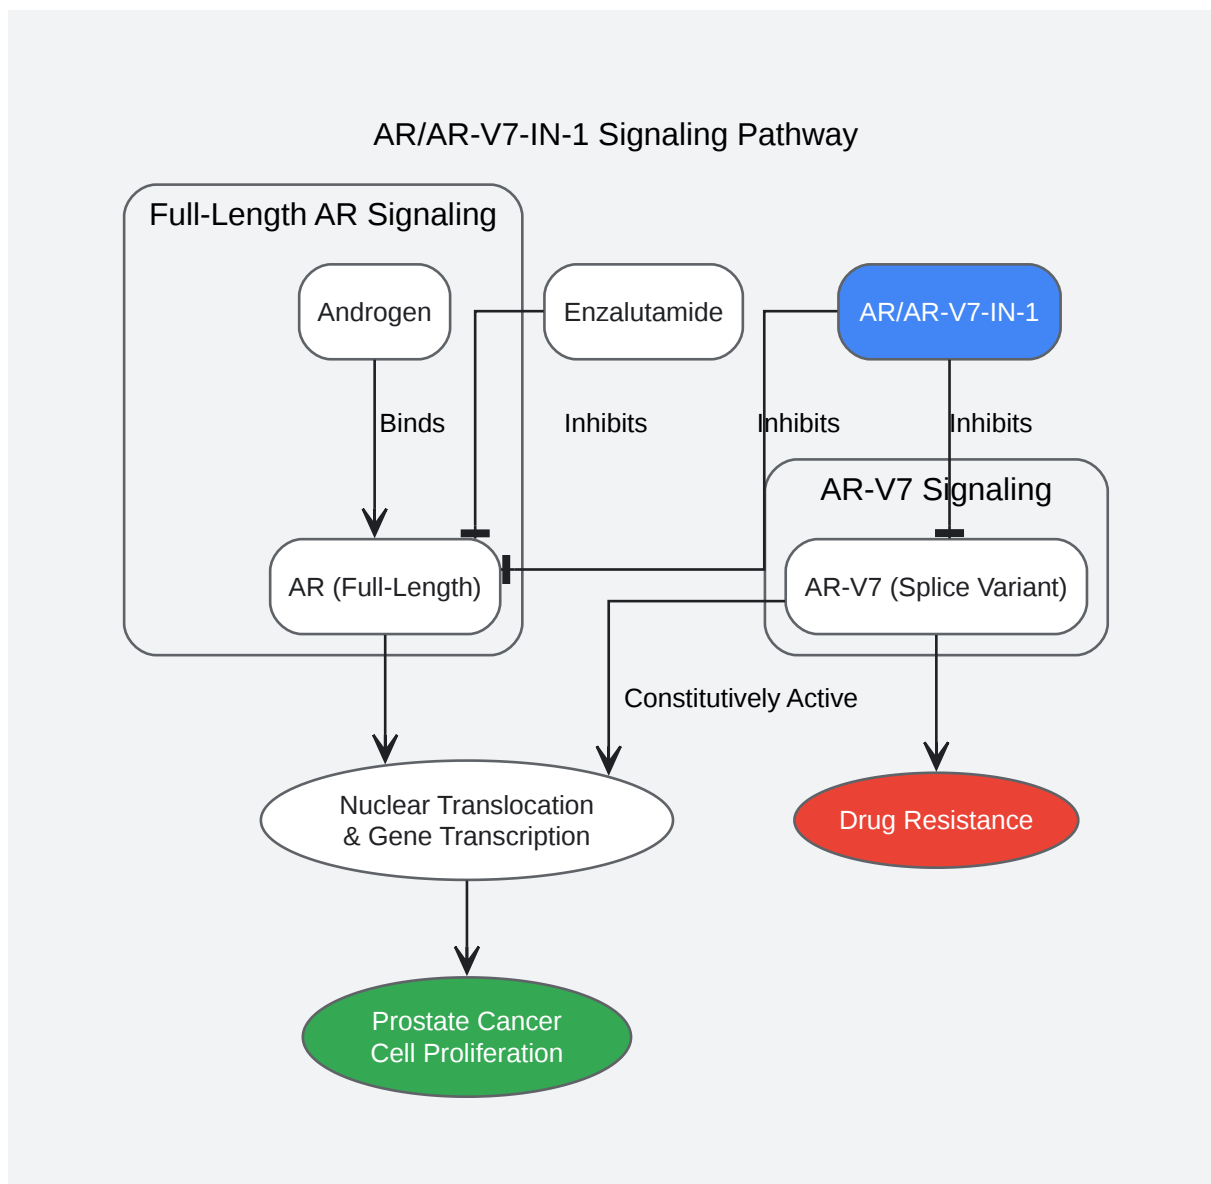 AR/AR-V7-IN-1 Signaling Pathway
Full-Length AR Signaling
Androgen
Enzalutamide
AR/AR-V7-IN-1
Binds
Inhibits
Inhibits
Inhibits
AR-V7 Signaling
AR (Full-Length)
AR-V7 (Splice Variant)
Constitutively Active
Nuclear Translocation
& Gene Transcription
Drug Resistance
Prostate Cancer
Cell Proliferation